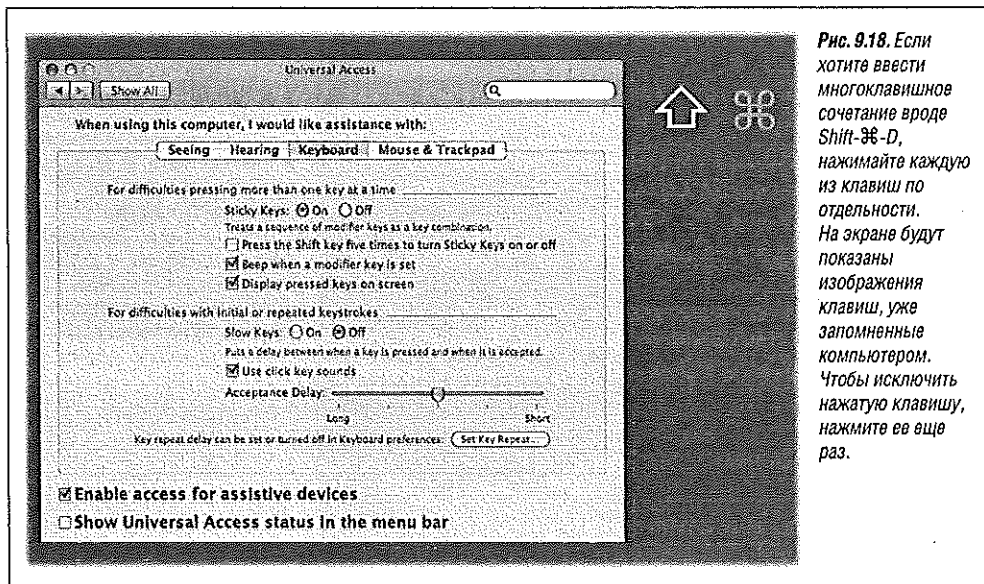 Universal Access
Show All
When using this computer, I would like assistance with:
Seeing Hearing Keyboard Mouse & Trackpad
For difficulties pressing more than one key at a time
Sticky Keys: On Off
Treats a sequence of modifier keys as a key combination.
Press the Shift key five times to turn Sticky Keys on or off
Beep when a modifier key is set
Display pressed keys on screen
For difficulties with initial or repeated keystrokes
Slow Keys: On Off
Puts a delay between when a key is pressed and when it is accepted.
Use click key sounds
Acceptance Delay:
Long Short
Key repeat delay can be set or turned off in Keyboard preferences: Set Key Repeat...
Enable access for assistive devices
Show Universal Access status in the menu bar
⇧ ⌘
Рис. 9.18. Если
хотите ввести
многоклавишное
сочетание вроде
Shift-⌘-D,
нажимайте каждую
из клавиш по
отдельности.
На экране будут
показаны
изображения
клавиш, уже
запомненные
компьютером.
Чтобы исключить
нажатую клавишу,
нажмите ее еще
раз.